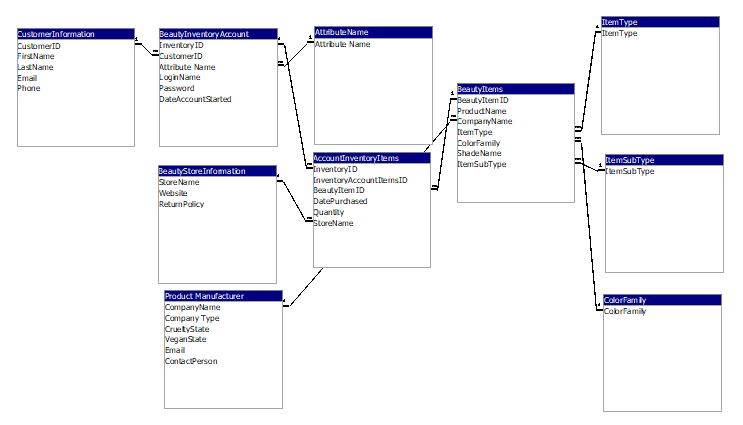 CustomerInformation
CustomerID
FirstName
LastName
Email
Phone
BeautyInventoryAccount
InventoryID
CustomerID
Attribute Name
LoginName
Password
DateAccountStarted
AttributeName
Attribute Name
ItemType
ItemType
BeautyItems
BeautyItemID
ProductName
CompanyName
ItemType
ColorFamily
ShadeName
ItemSubType
BeautyStoreInformation
StoreName
Website
ReturnPolicy
AccountInventoryItems
InventoryID
InventoryAccountItemsID
BeautyItemID
DatePurchased
Quantity
StoreName
ItemSubType
ItemSubType
Product Manufacturer
CompanyName
Company Type
CrueltyState
VeganState
Email
ContactPerson
ColorFamily
ColorFamily